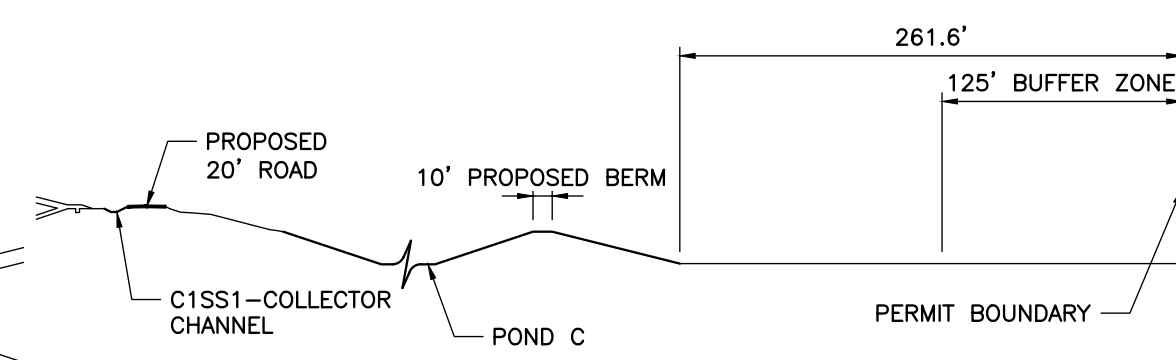 261.6'
125' BUFFER ZONE
PROPOSED
20' ROAD
10' PROPOSED BERM
C1SS1-COLLECTOR
CHANNEL
POND C
PERMIT BOUNDARY